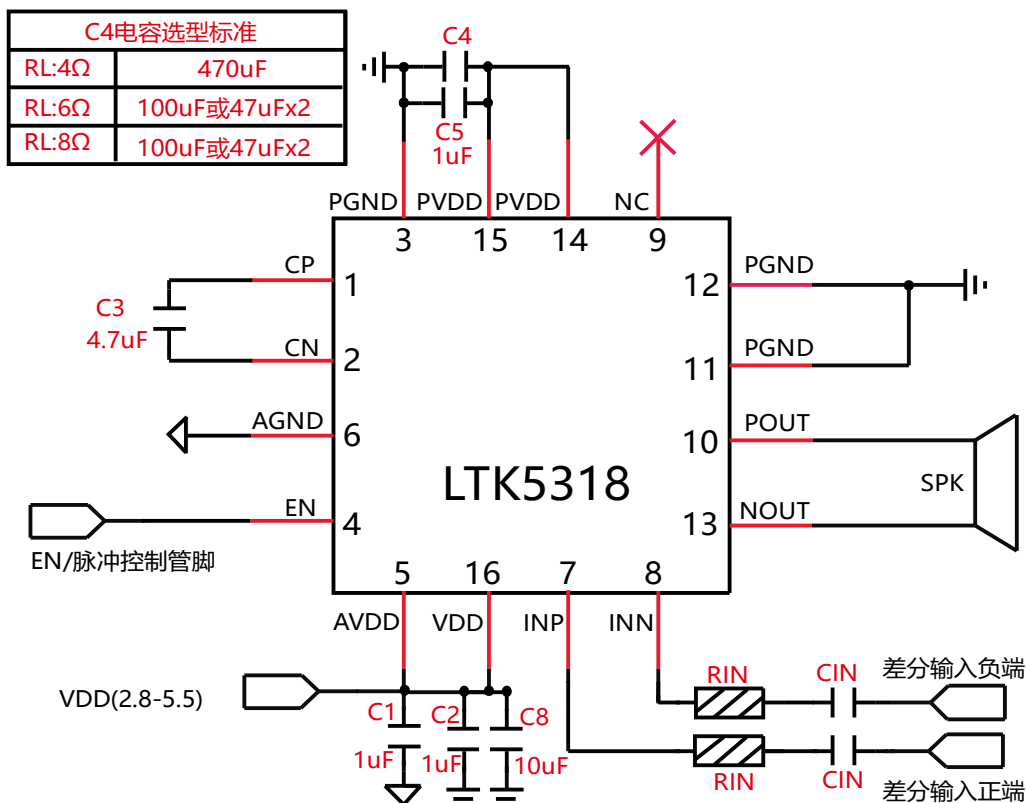 C4电容选型标准
RL:4Ω 470uF
RL:6Ω 100uF或47uFx2
RL:8Ω 100uF或47uFx2
C4
C5
1uF
PGND PVDD PVDD NC
3 15 14 9
CP
1
C3
4.7uF
CN
2
AGND
6
EN
4
EN/脉冲控制管脚
LTK5318
PGND
12
PGND
11
POUT
10
NOUT
13
SPK
5 16 7 8
AVDD VDD INP INN
VDD(2.8-5.5)
C1
1uF
C2
1uF
C8
10uF
RIN CIN 差分输入负端
RIN CIN 差分输入正端